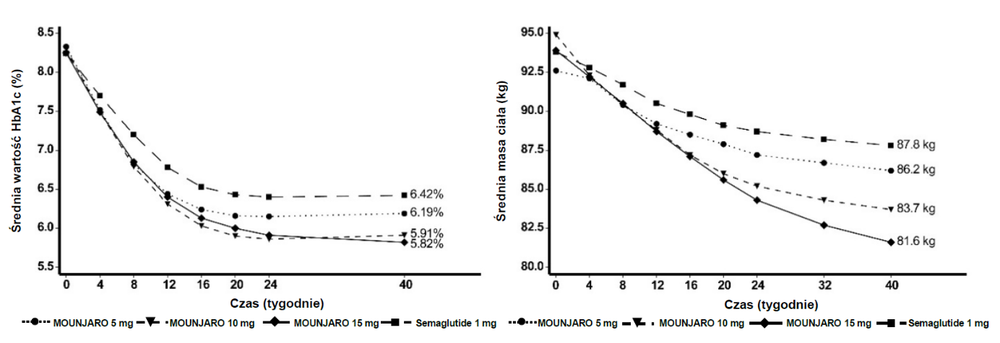 Średnia wartość HbA1c (%)
8.5
8.0
7.5
7.0
6.5
6.0
5.5
6.42%
6.19%
5.91%
5.82%
0 4 8 12 16 20 24 40
Czas (tygodnie)
MOUNJARO 5 mg MOUNJARO 10 mg MOUNJARO 15 mg Semaglutide 1 mg
Średnia masa ciała (kg)
95.0
92.5
90.0
87.5
85.0
82.5
80.0
87.8 kg
86.2 kg
83.7 kg
81.6 kg
0 4 8 12 16 20 24 32 40
Czas (tygodnie)
MOUNJARO 5 mg MOUNJARO 10 mg MOUNJARO 15 mg Semaglutide 1 mg